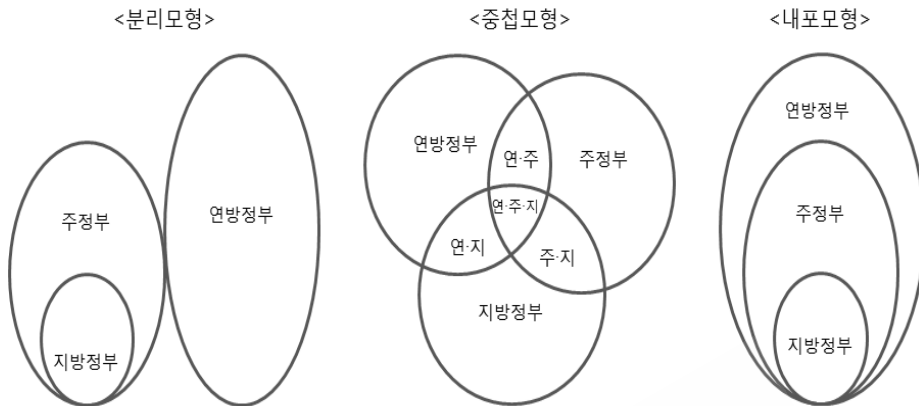 <분리모형>
주정부
연방정부
지방정부
<중첩모형>
연방정부
연·주
주정부
연·주·지
연·지
주·지
지방정부
<내포모형>
연방정부
주정부
지방정부